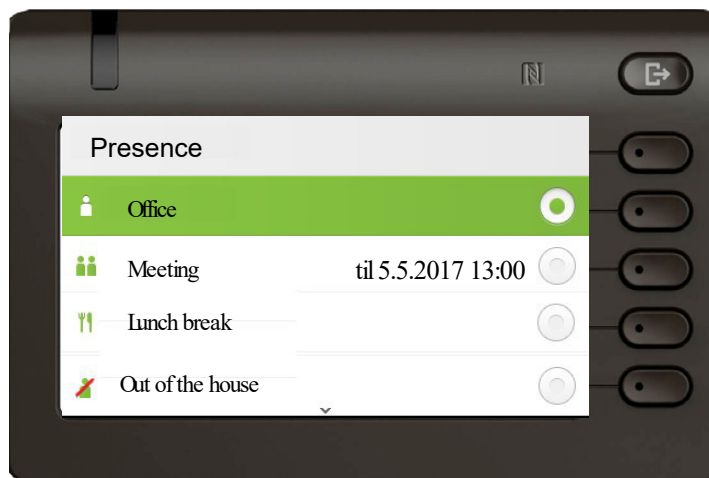 Presence
Office
Meeting til 5.5.2017 13:00
Lunch break
Out of the house